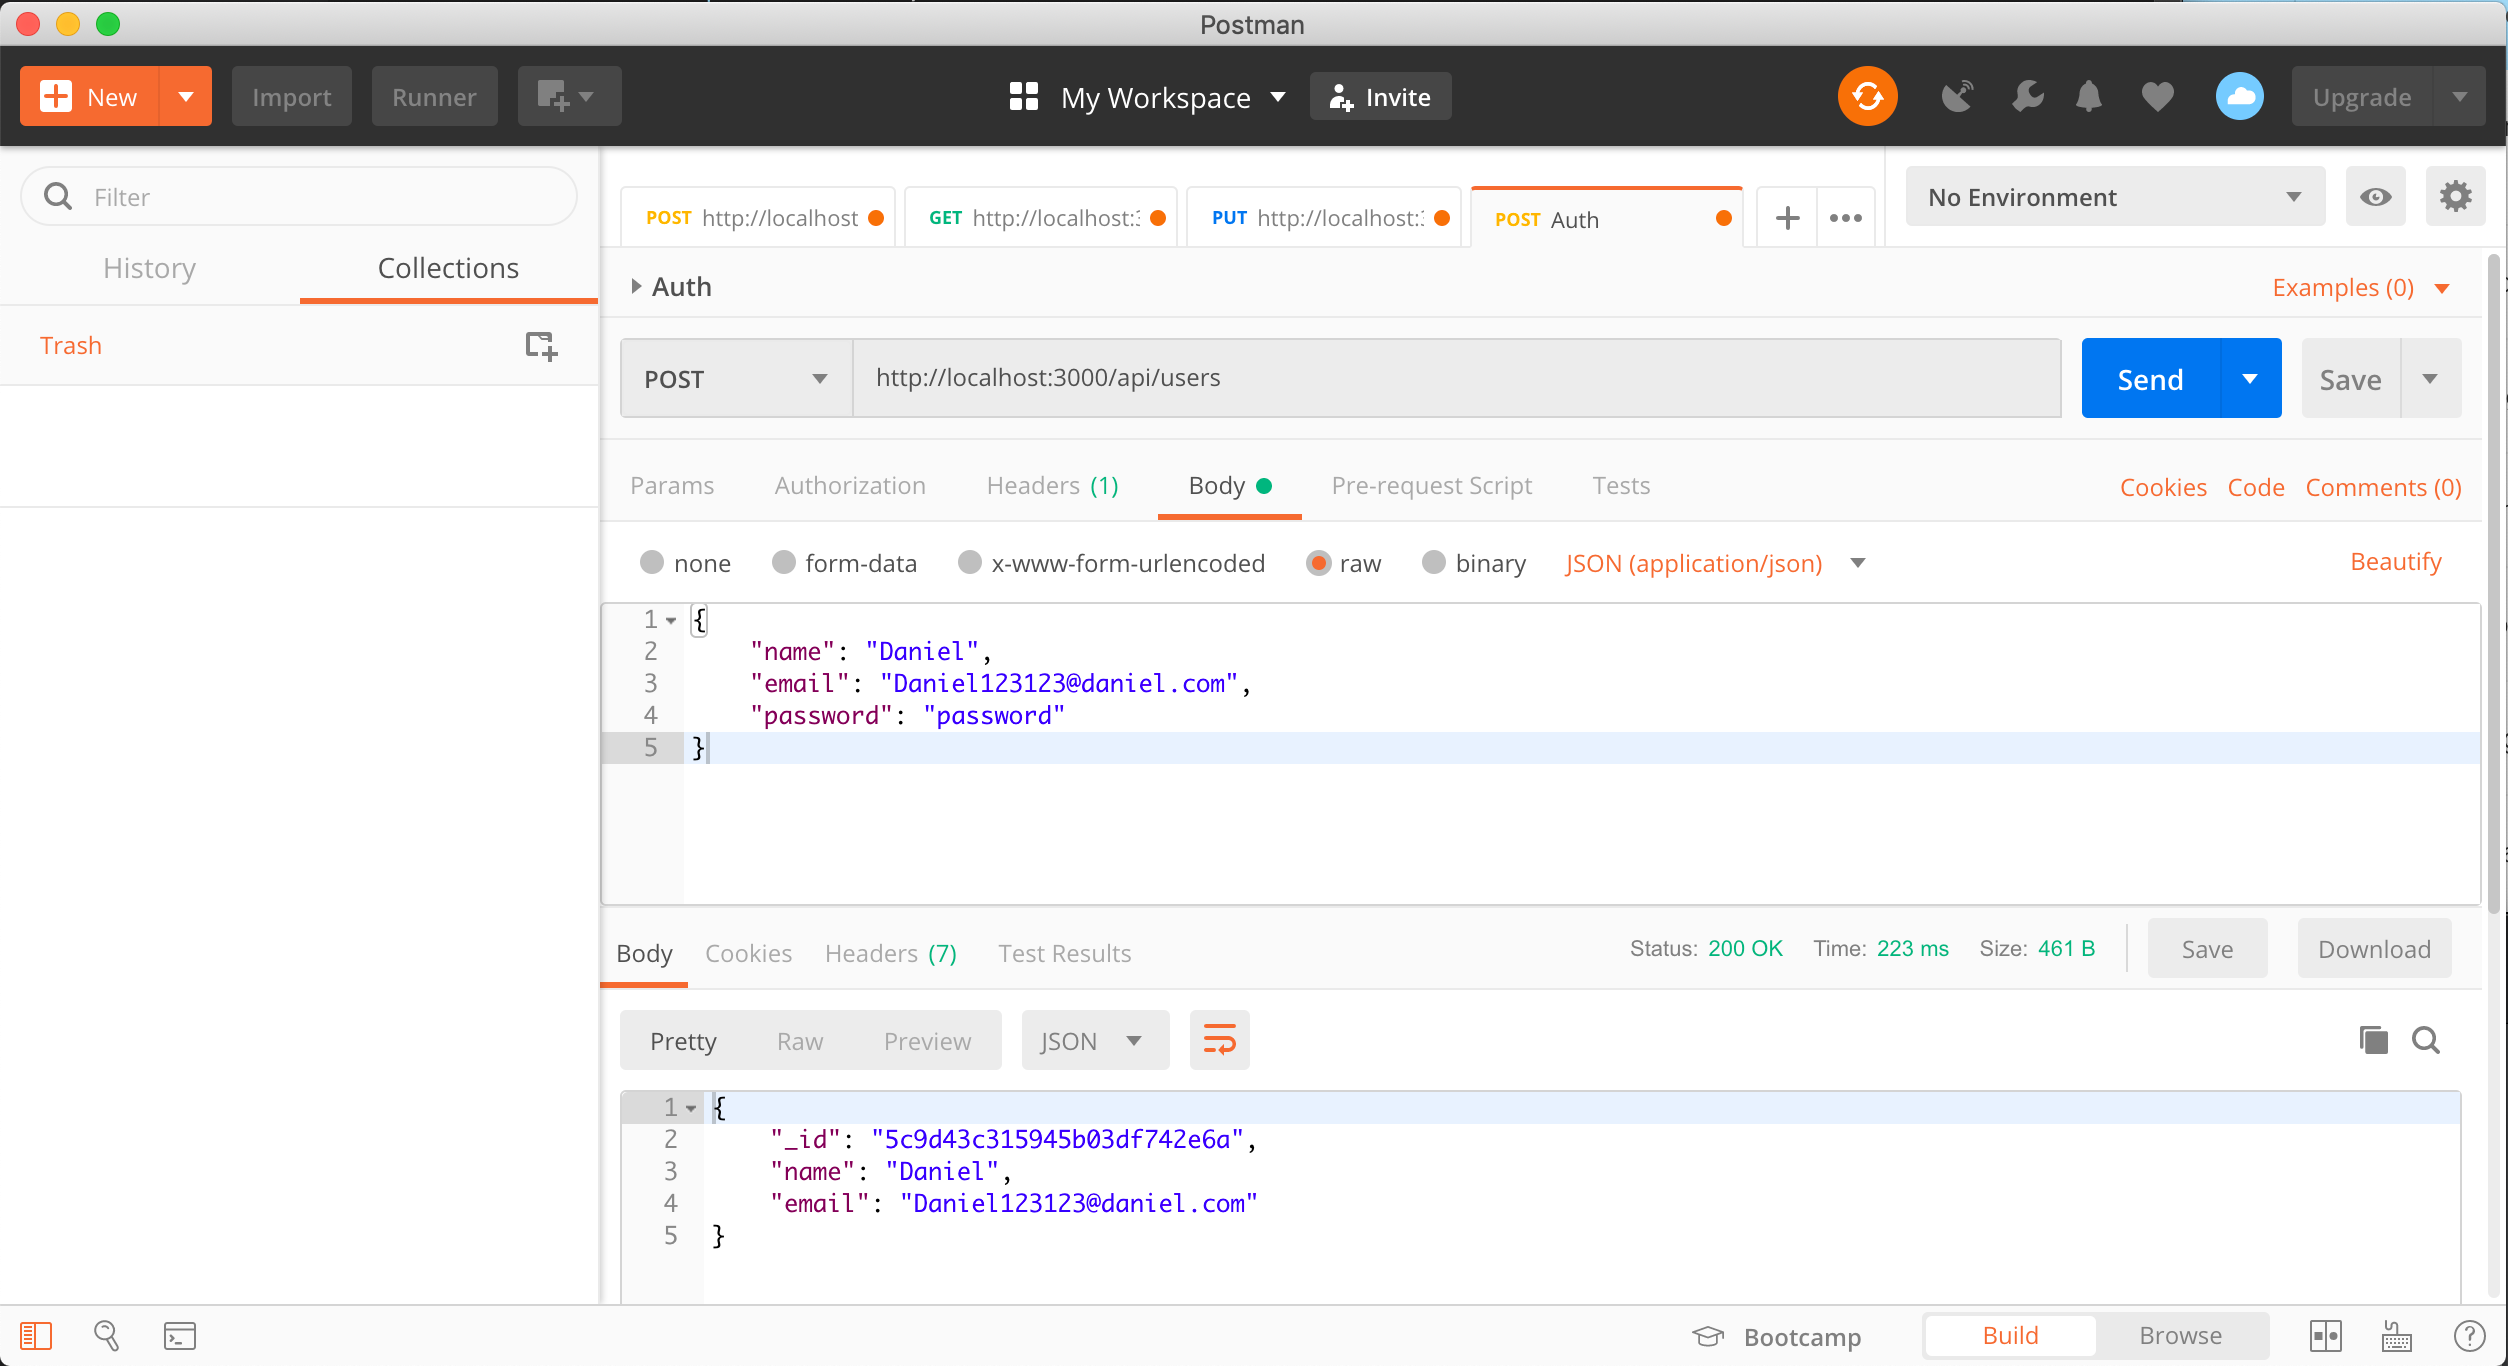 Postman
New Import Runner My Workspace Invite Upgrade
Filter
History Collections
Trash
POST http://localhost GET http://localhost: PUT http://localhost: POST Auth No Environment
Auth Examples (0)
POST http://localhost:3000/api/users Send Save
Params Authorization Headers (1) Body Pre-request Script Tests Cookies Code Comments (0)
none form-data x-www-form-urlencoded raw binary JSON (application/json) Beautify
1 {
2 "name": "Daniel",
3 "email": "Daniel123123@daniel.com",
4 "password": "password"
5 }
Body Cookies Headers (7) Test Results Status: 200 OK Time: 223 ms Size: 461 B Save Download
Pretty Raw Preview JSON
1 {
2 "_id": "5c9d43c315945b03df742e6a",
3 "name": "Daniel",
4 "email": "Daniel123123@daniel.com"
5 }
Bootcamp Build Browse